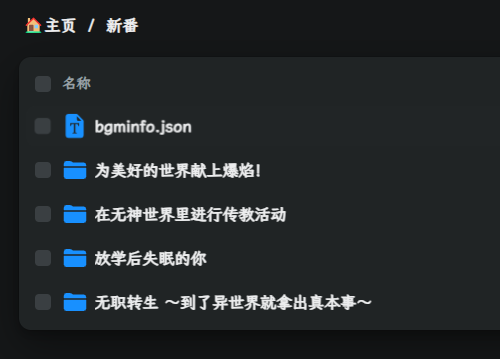 🏠主页 / 新番
名称
bgminfo.json
为美好的世界献上爆焰！
在无神世界里进行传教活动
放学后失眠的你
无职转生 ～到了异世界就拿出真本事～